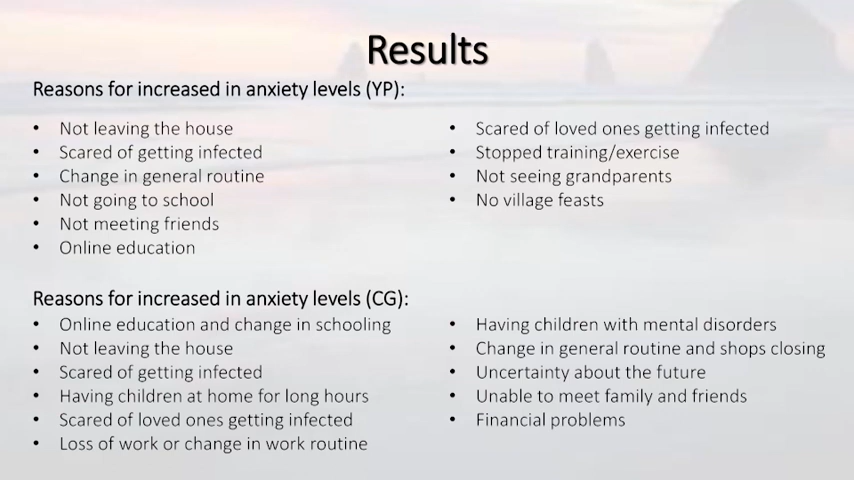 Results
Reasons for increased in anxiety levels (YP):
• Not leaving the house
• Scared of getting infected
• Change in general routine
• Not going to school
• Not meeting friends
• Online education
• Scared of loved ones getting infected
• Stopped training/exercise
• Not seeing grandparents
• No village feasts
Reasons for increased in anxiety levels (CG):
• Online education and change in schooling
• Not leaving the house
• Scared of getting infected
• Having children at home for long hours
• Scared of loved ones getting infected
• Loss of work or change in work routine
• Having children with mental disorders
• Change in general routine and shops closing
• Uncertainty about the future
• Unable to meet family and friends
• Financial problems